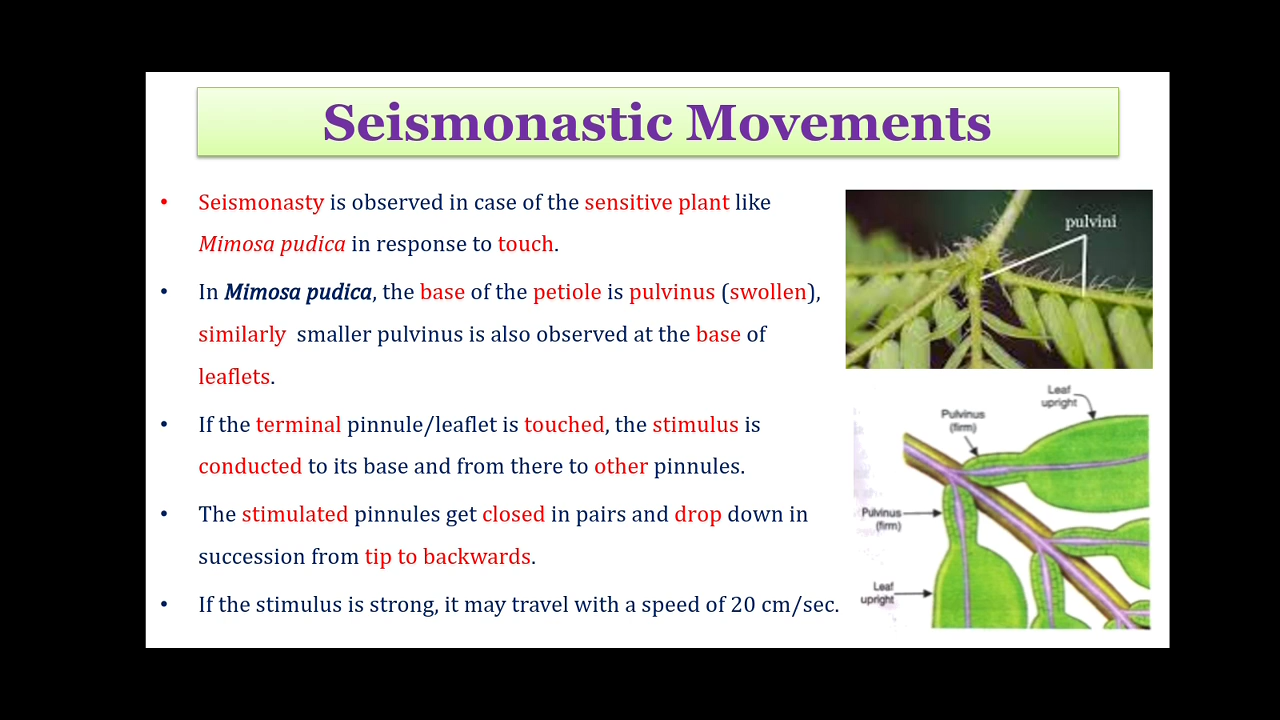 Seismonastic Movements
• Seismonasty is observed in case of the sensitive plant like
Mimosa pudica in response to touch.
• In Mimosa pudica, the base of the petiole is pulvinus (swollen),
similarly smaller pulvinus is also observed at the base of
leaflets.
• If the terminal pinnule/leaflet is touched, the stimulus is
conducted to its base and from there to other pinnules.
• The stimulated pinnules get closed in pairs and drop down in
succession from tip to backwards.
• If the stimulus is strong, it may travel with a speed of 20 cm/sec.
pulvini
Leaf
upright
Pulvinus
(firm)
Pulvinus
(firm)
Leaf
upright